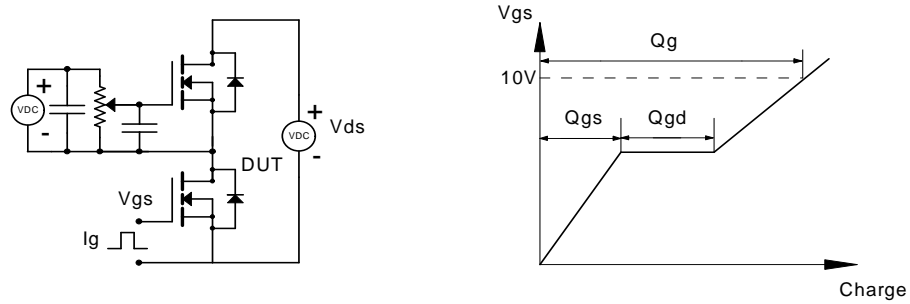 +
VDC
-
+
VDC
-
Vds
DUT
Vgs
Ig
Vgs
Qg
10V
Qgs
Qgd
Charge